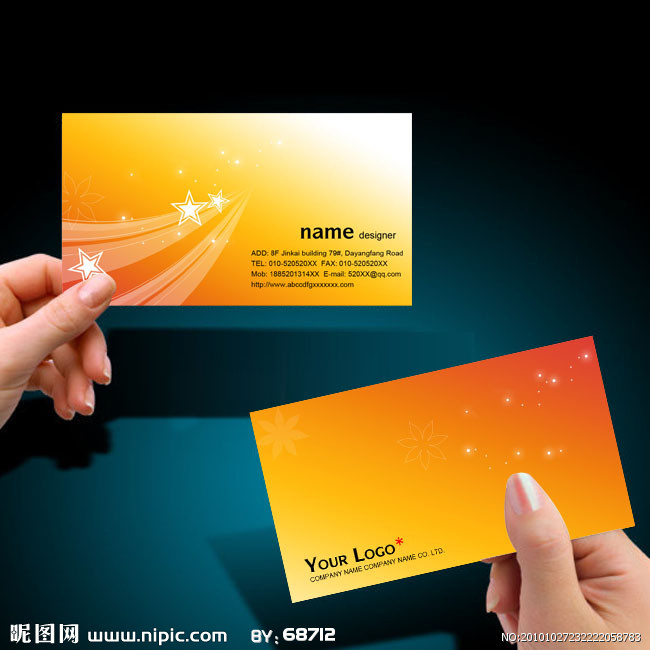 name designer
ADD: 8F Jinkai building 79#, Dayangfang Road
TEL: 010-520520XX FAX: 010-520520XX
Mob: 1885201314XX E-mail: 520XX@qq.com
http://www.abccdfgxxxxxxx.com
YOUR LOGO*
COMPANY NAME COMPANY NAME CO. LTD.
昵图网 www.nipic.com BY: 68712
NO:20101027232222058783